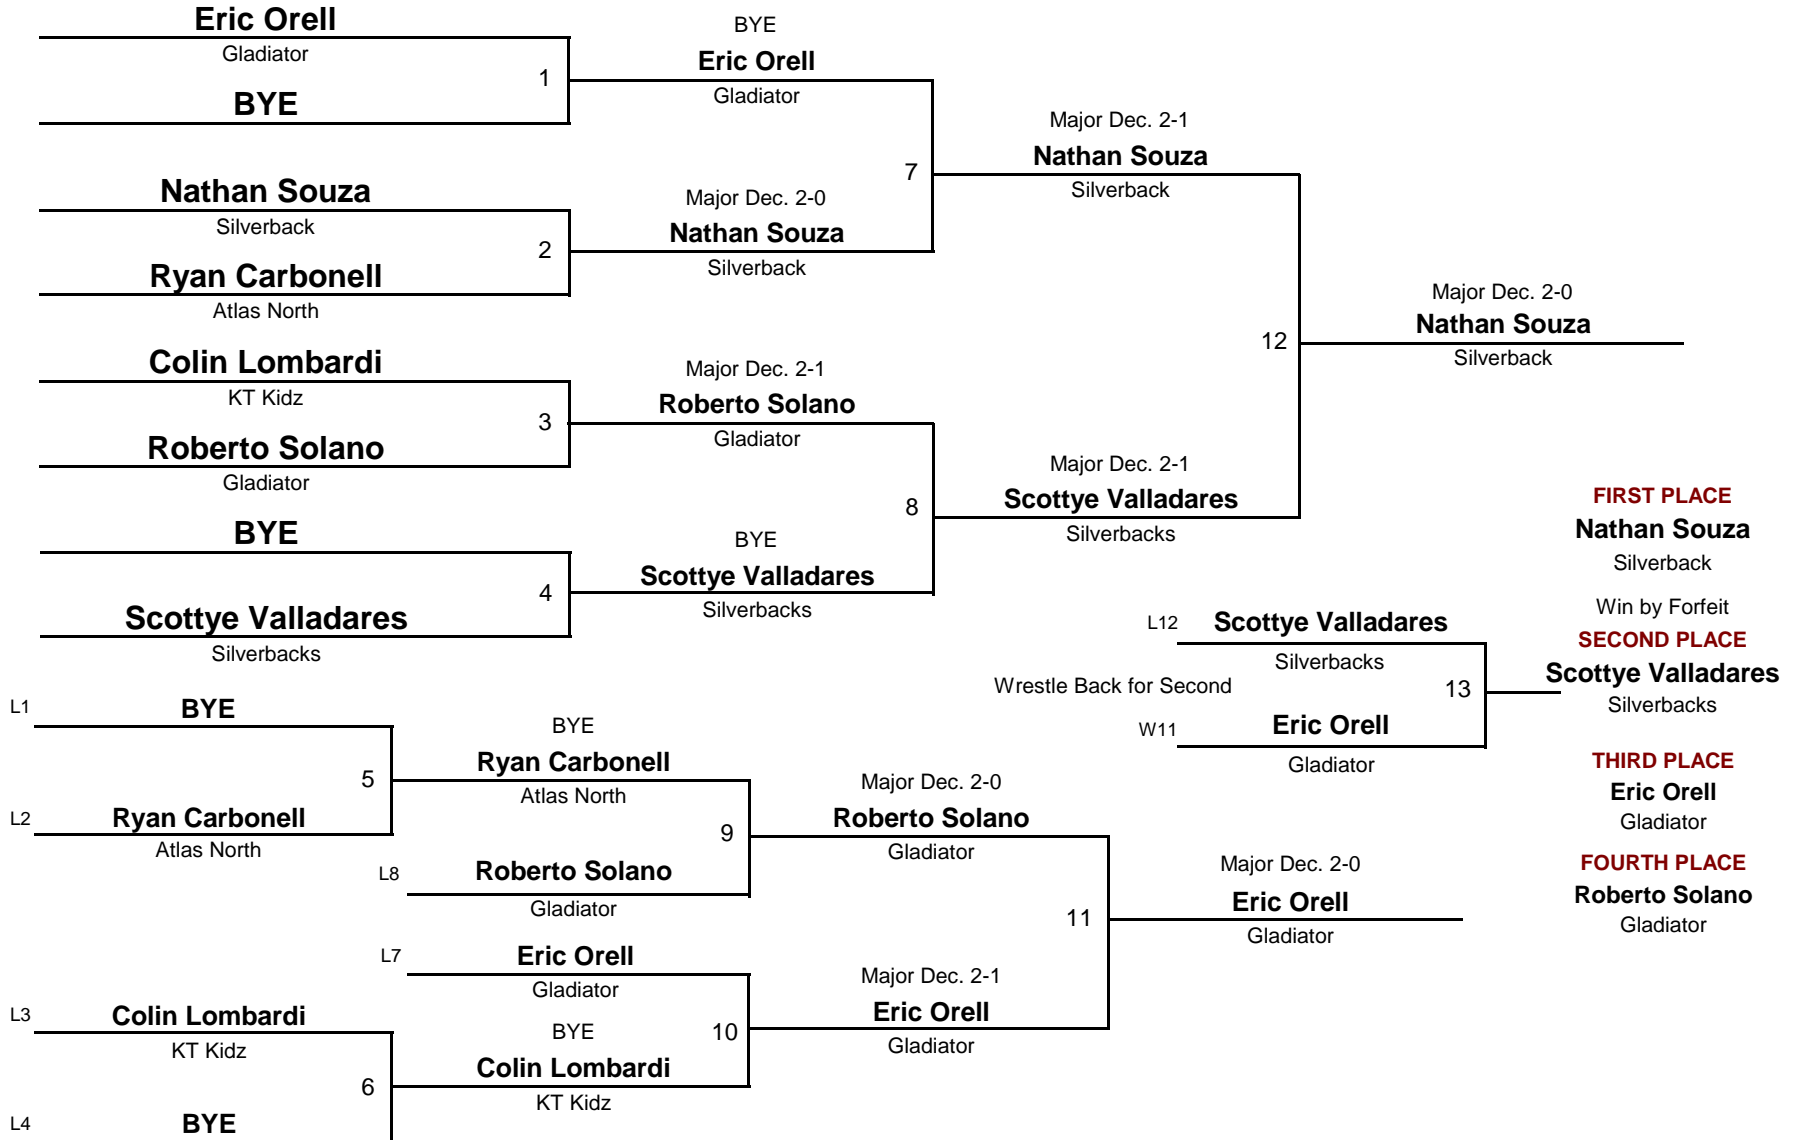 Eric Orell
Gladiator
1
BYE
BYE
Eric Orell
Gladiator
Nathan Souza
Silverback
2
Ryan Carbonell
Atlas North
Major Dec. 2-0
Nathan Souza
Silverback
7
Major Dec. 2-1
Nathan Souza
Silverback
Colin Lombardi
KT Kidz
3
Roberto Solano
Gladiator
Major Dec. 2-1
Roberto Solano
Gladiator
BYE
4
Scottye Valladares
Silverbacks
BYE
Scottye Valladares
Silverbacks
8
Major Dec. 2-1
Scottye Valladares
Silverbacks
12
Major Dec. 2-0
Nathan Souza
Silverback
FIRST PLACE
Nathan Souza
Silverback
Win by Forfeit
SECOND PLACE
Scottye Valladares
Silverbacks
THIRD PLACE
Eric Orell
Gladiator
FOURTH PLACE
Roberto Solano
Gladiator
L12 Scottye Valladares
Silverbacks
Wrestle Back for Second
13
W11 Eric Orell
Gladiator
L1 BYE
5
L2 Ryan Carbonell
Atlas North
BYE
Ryan Carbonell
Atlas North
9
L8 Roberto Solano
Gladiator
Major Dec. 2-0
Roberto Solano
Gladiator
L7 Eric Orell
Gladiator
L3 Colin Lombardi
KT Kidz
6
L4 BYE
BYE
Colin Lombardi
KT Kidz
10
Major Dec. 2-1
Eric Orell
Gladiator
11
Major Dec. 2-0
Eric Orell
Gladiator